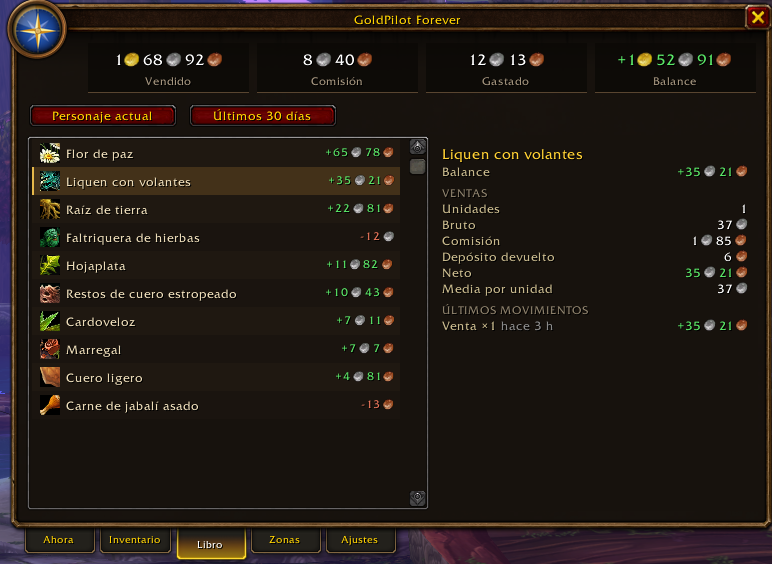 GoldPilot Forever
1 68 92
Vendido
8 40
Comisión
12 13
Gastado
+1 52 91
Balance
Personaje actual
Últimos 30 días
Flor de paz +65 78
Liquen con volantes +35 21
Raíz de tierra +22 81
Faltriquera de hierbas -12
Hojaplata +11 82
Restos de cuero estropeado +10 43
Cardoveloz +7 11
Marregal +7 7
Cuero ligero +4 81
Carne de jabalí asado -13
Liquen con volantes
Balance +35 21
VENTAS
Unidades 1
Bruto 37
Comisión 1 85
Depósito devuelto 6
Neto 35 21
Media por unidad 37
ÚLTIMOS MOVIMIENTOS
Venta ×1 hace 3 h +35 21
Ahora
Inventario
Libro
Zonas
Ajustes